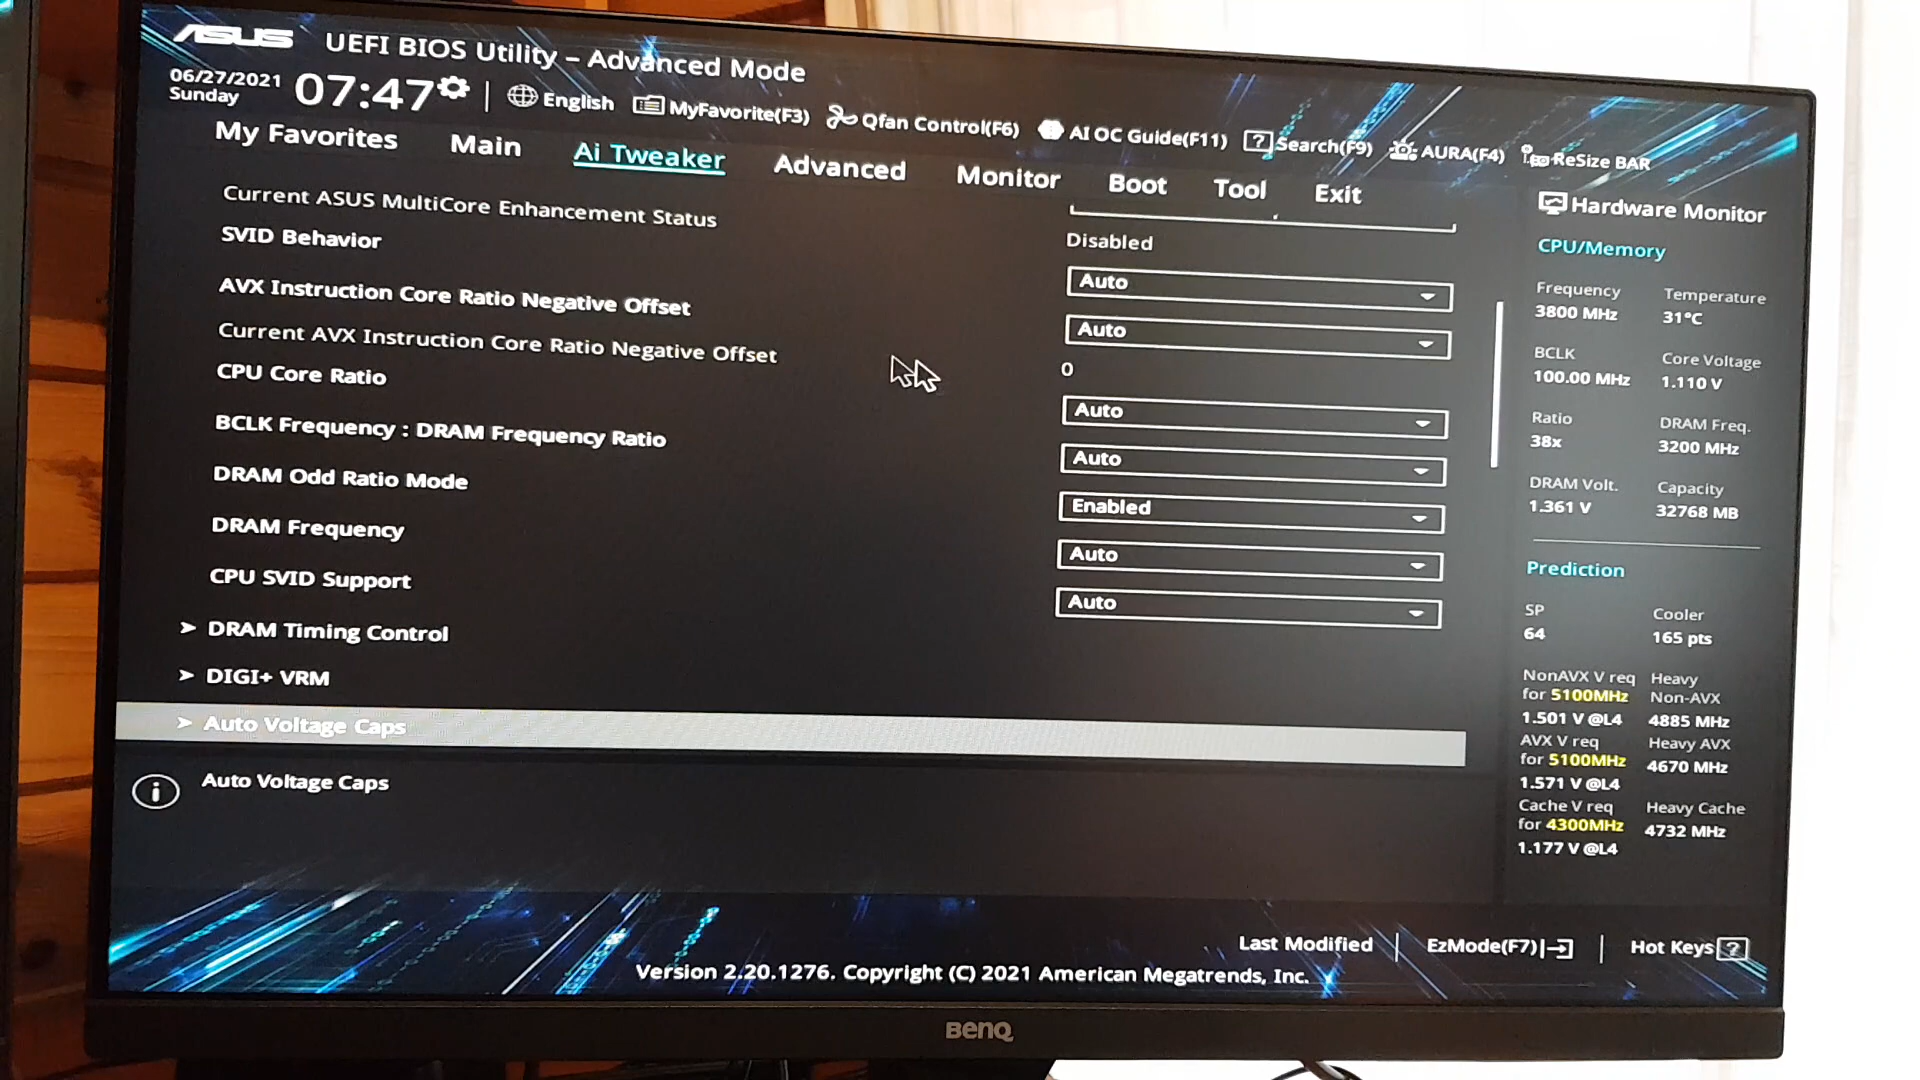 ASUS UEFI BIOS Utility – Advanced Mode
06/27/2021
Sunday
07:47
English
MyFavorite(F3)
Qfan Control(F6)
AI OC Guide(F11)
Search(F9)
AURA(F4)
ReSize BAR
My Favorites
Main
Ai Tweaker
Advanced
Monitor
Boot
Tool
Exit
Current ASUS MultiCore Enhancement Status
Disabled
SVID Behavior
Auto
AVX Instruction Core Ratio Negative Offset
Auto
Current AVX Instruction Core Ratio Negative Offset
0
CPU Core Ratio
Auto
BCLK Frequency : DRAM Frequency Ratio
Auto
DRAM Odd Ratio Mode
Enabled
DRAM Frequency
Auto
CPU SVID Support
Auto
DRAM Timing Control
DIGI+ VRM
Auto Voltage Caps
Auto Voltage Caps
Hardware Monitor
CPU/Memory
Frequency Temperature
3800 MHz 31°C
BCLK Core Voltage
100.00 MHz 1.110 V
Ratio DRAM Freq.
38x 3200 MHz
DRAM Volt. Capacity
1.361 V 32768 MB
Prediction
SP Cooler
64 165 pts
NonAVX V req Heavy
for 5100MHz Non-AVX
1.501 V @L4 4885 MHz
AVX V req Heavy AVX
for 5100MHz 4670 MHz
1.571 V @L4
Cache V req Heavy Cache
for 4300MHz 4732 MHz
1.177 V @L4
Last Modified
EzMode(F7)
Hot Keys ?
Version 2.20.1276. Copyright (C) 2021 American Megatrends, Inc.
BenQ